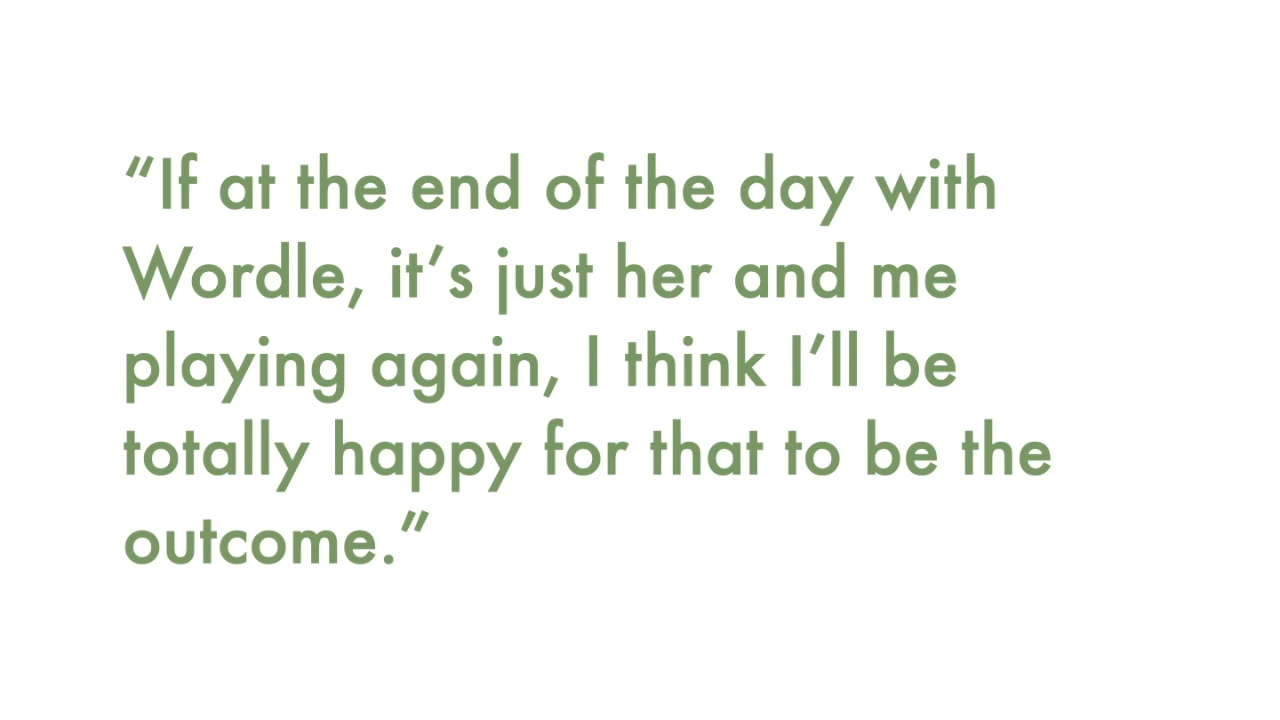 “If at the end of the day with
Wordle, it’s just her and me
playing again, I think I’ll be
totally happy for that to be the
outcome.”